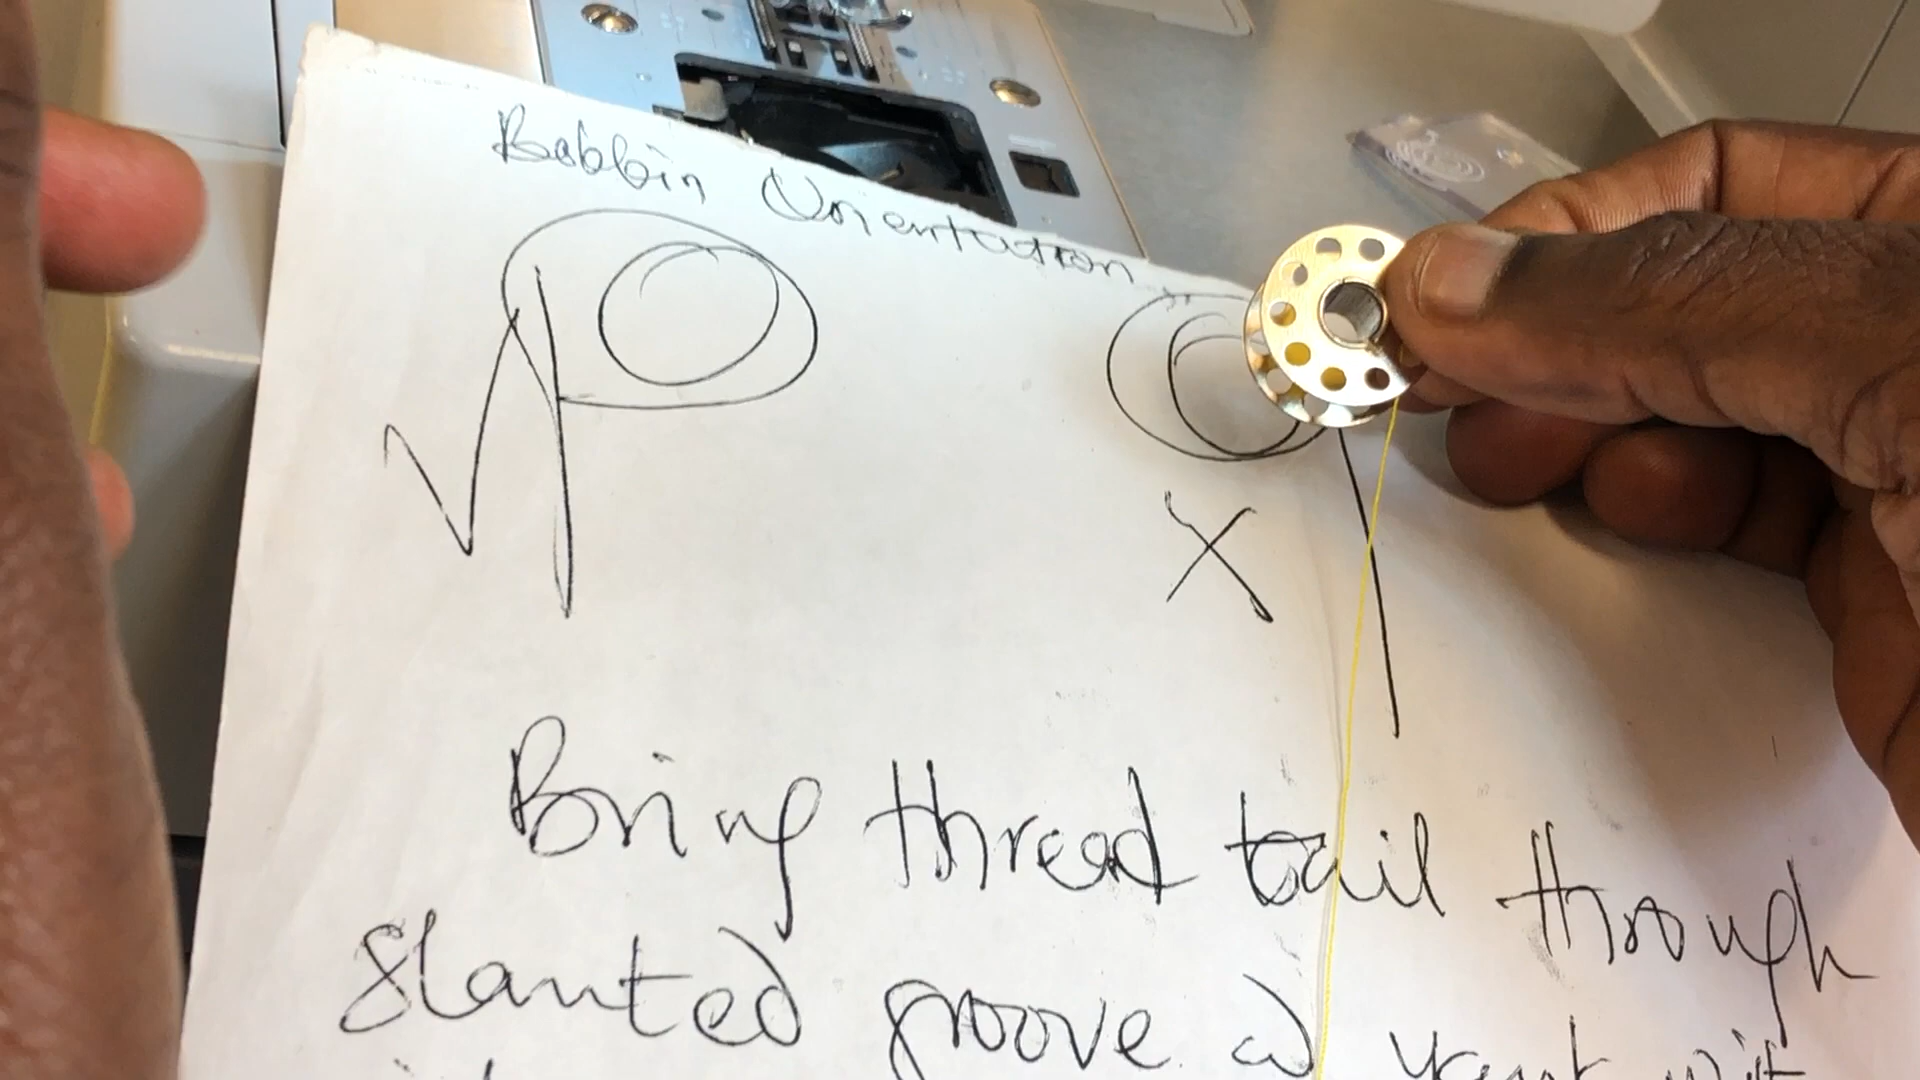 Bobbin Orientation
Bring thread tail through
Slanted groove